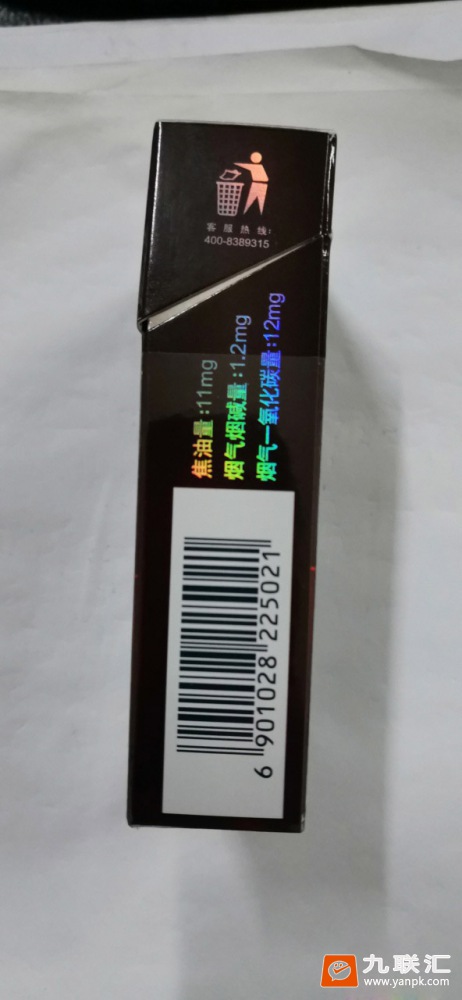 客服热线:
400-8389315
焦油量:11mg
烟气烟碱量:1.2mg
烟气一氧化碳量:12mg
6 901028 225021
九联汇
www.yanpk.com